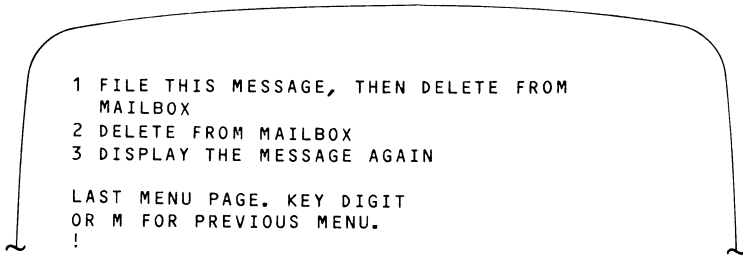 1 FILE THIS MESSAGE, THEN DELETE FROM
MAILBOX
2 DELETE FROM MAILBOX
3 DISPLAY THE MESSAGE AGAIN
LAST MENU PAGE. KEY DIGIT
OR M FOR PREVIOUS MENU.
!